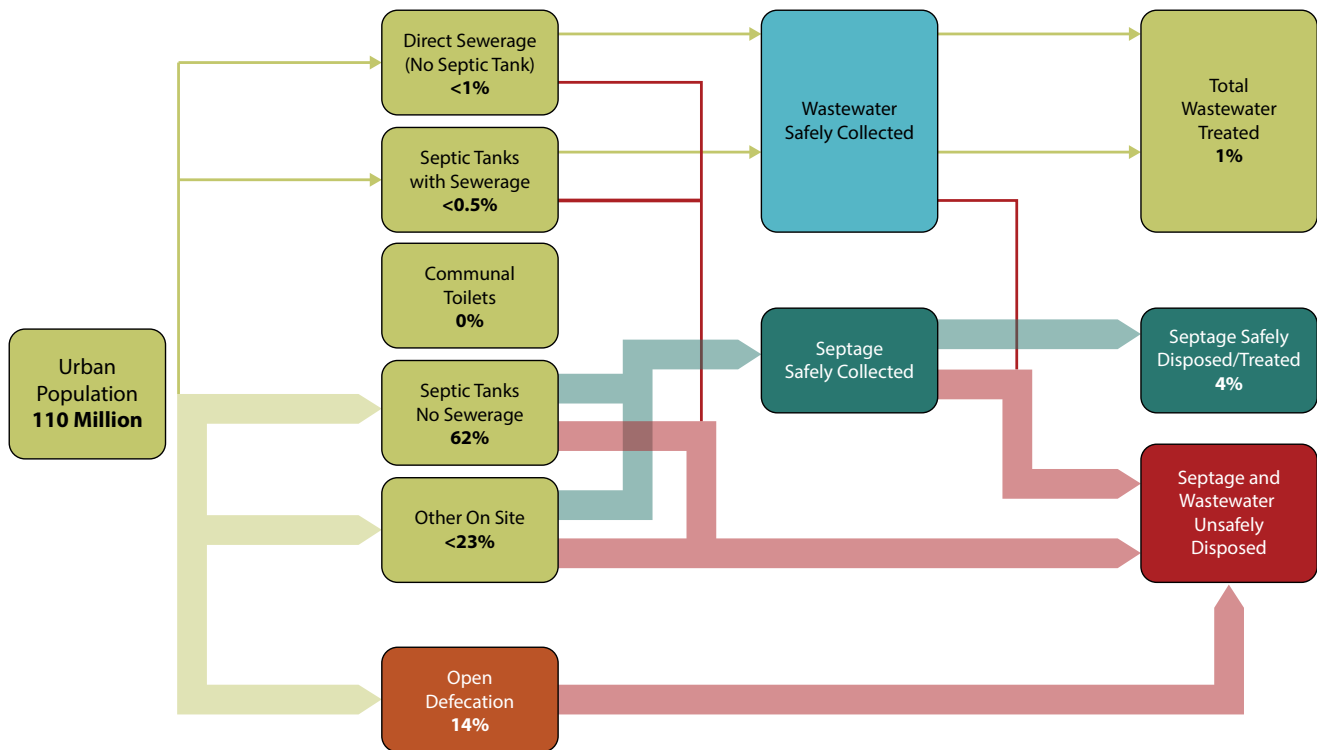 Urban
Population
110 Million
Direct Sewerage
(No Septic Tank)
<1%
Septic Tanks
with Sewerage
<0.5%
Communal
Toilets
0%
Septic Tanks
No Sewerage
62%
Other On Site
<23%
Open
Defecation
14%
Wastewater
Safely Collected
Septage
Safely Collected
Total
Wastewater
Treated
1%
Septage Safely
Disposed/Treated
4%
Septage and
Wastewater
Unsafely
Disposed